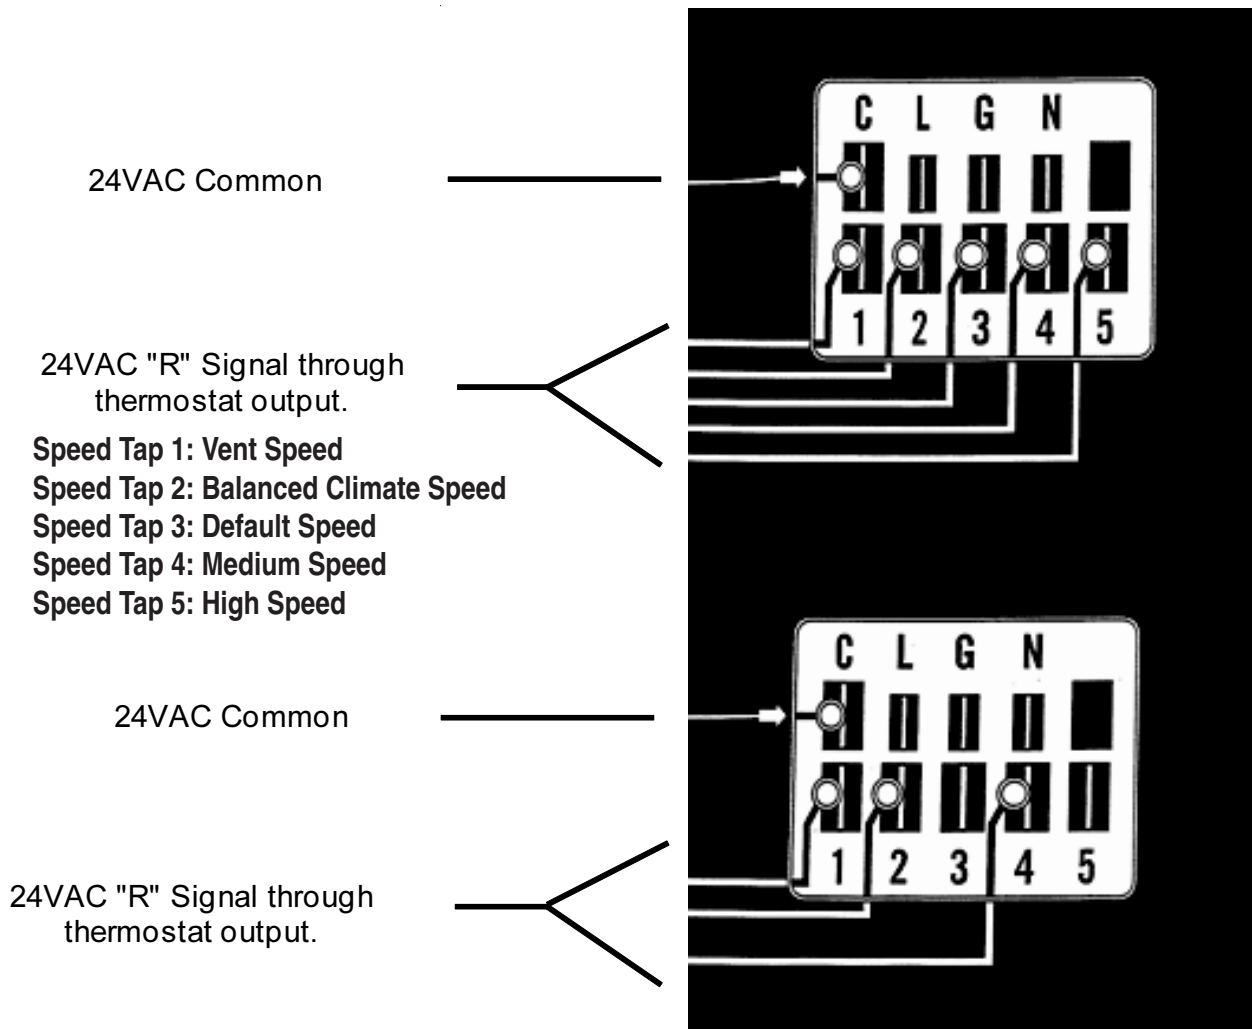 C L G N
24VAC Common
1 2 3 4 5
24VAC "R" Signal through
thermostat output.
Speed Tap 1: Vent Speed
Speed Tap 2: Balanced Climate Speed
Speed Tap 3: Default Speed
Speed Tap 4: Medium Speed
Speed Tap 5: High Speed
C L G N
24VAC Common
1 2 3 4 5
24VAC "R" Signal through
thermostat output.